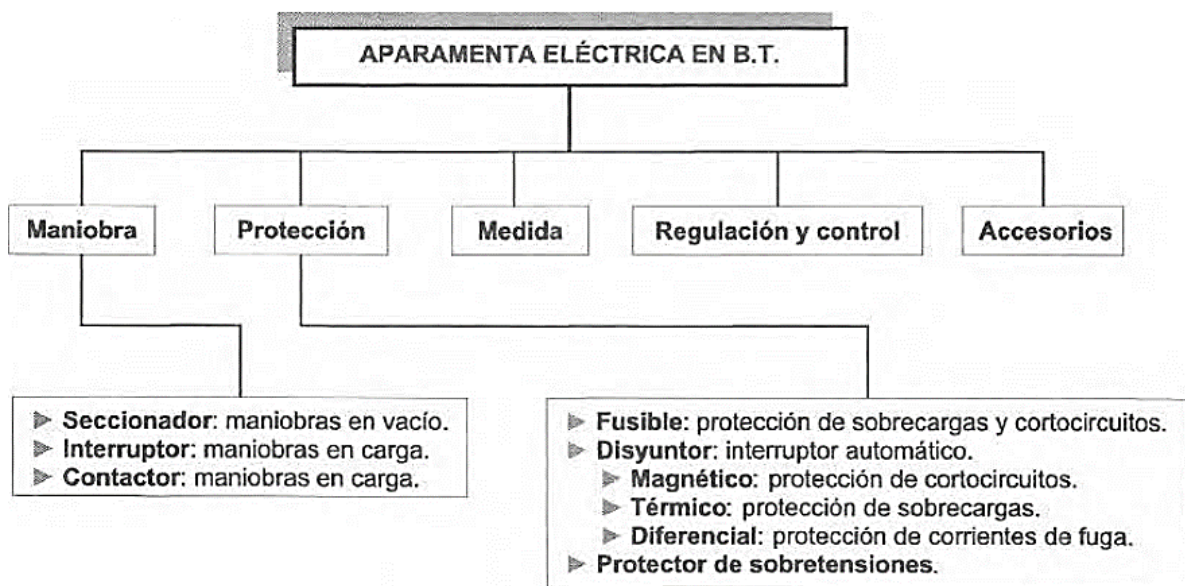 APARAMENTA ELÉCTRICA EN B.T.
Maniobra
Protección
Medida
Regulación y control
Accesorios
Seccionador: maniobras en vacío.
Interruptor: maniobras en carga.
Contactor: maniobras en carga.
Fusible: protección de sobrecargas y cortocircuitos.
Disyuntor: interruptor automático.
Magnético: protección de cortocircuitos.
Térmico: protección de sobrecargas.
Diferencial: protección de corrientes de fuga.
Protector de sobretensiones.